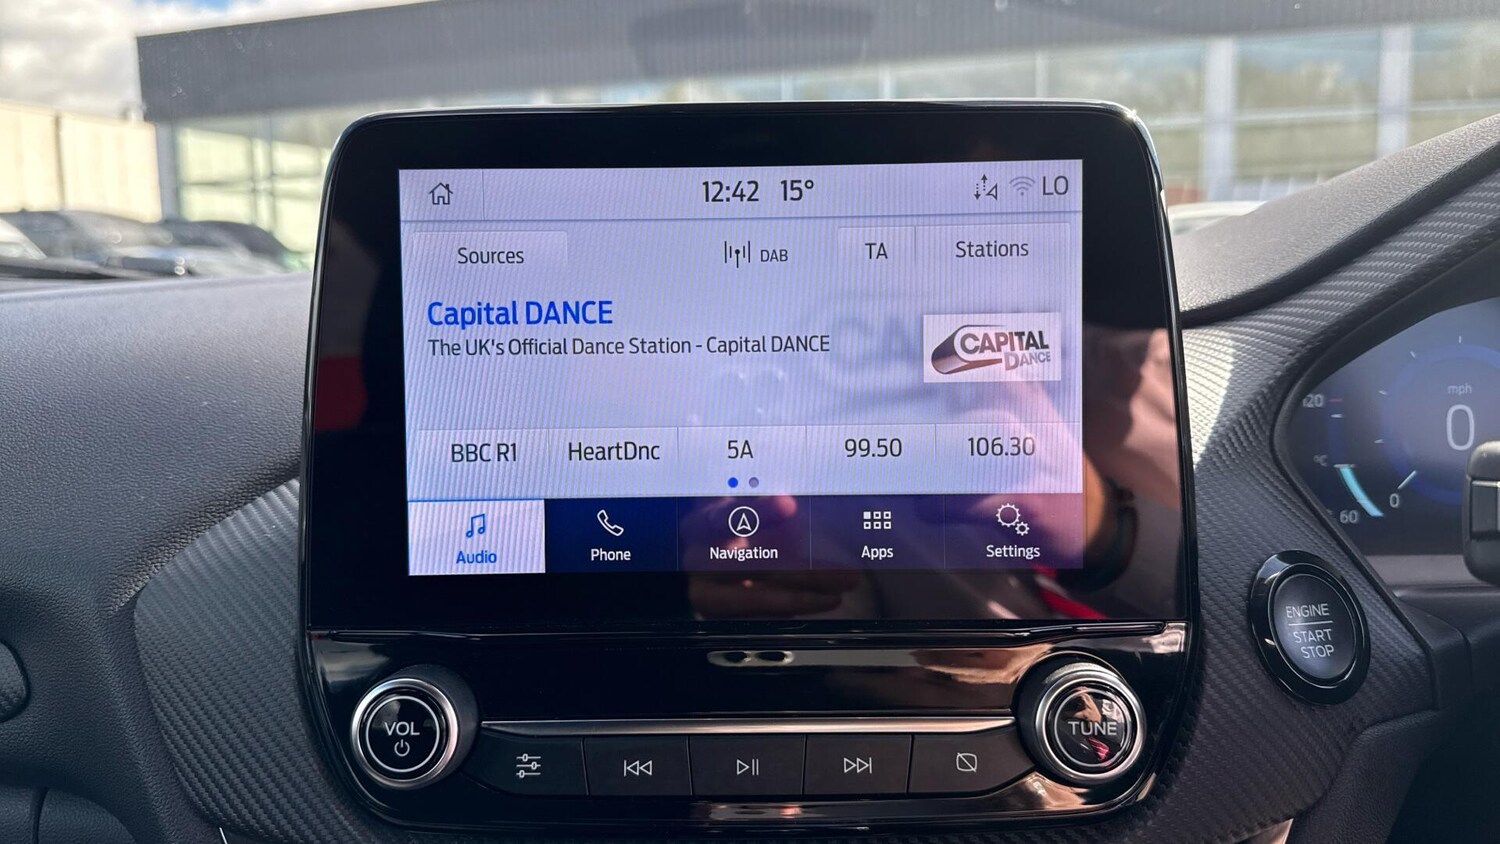 12:42 15° LO
Sources DAB TA Stations
Capital DANCE
The UK's Official Dance Station - Capital DANCE
CAPITAL
DANCE
BBC R1 HeartDnc 5A 99.50 106.30
Audio Phone Navigation Apps Settings
VOL
TUNE
ENGINE
START
STOP
mph
120
0
°C
0
60